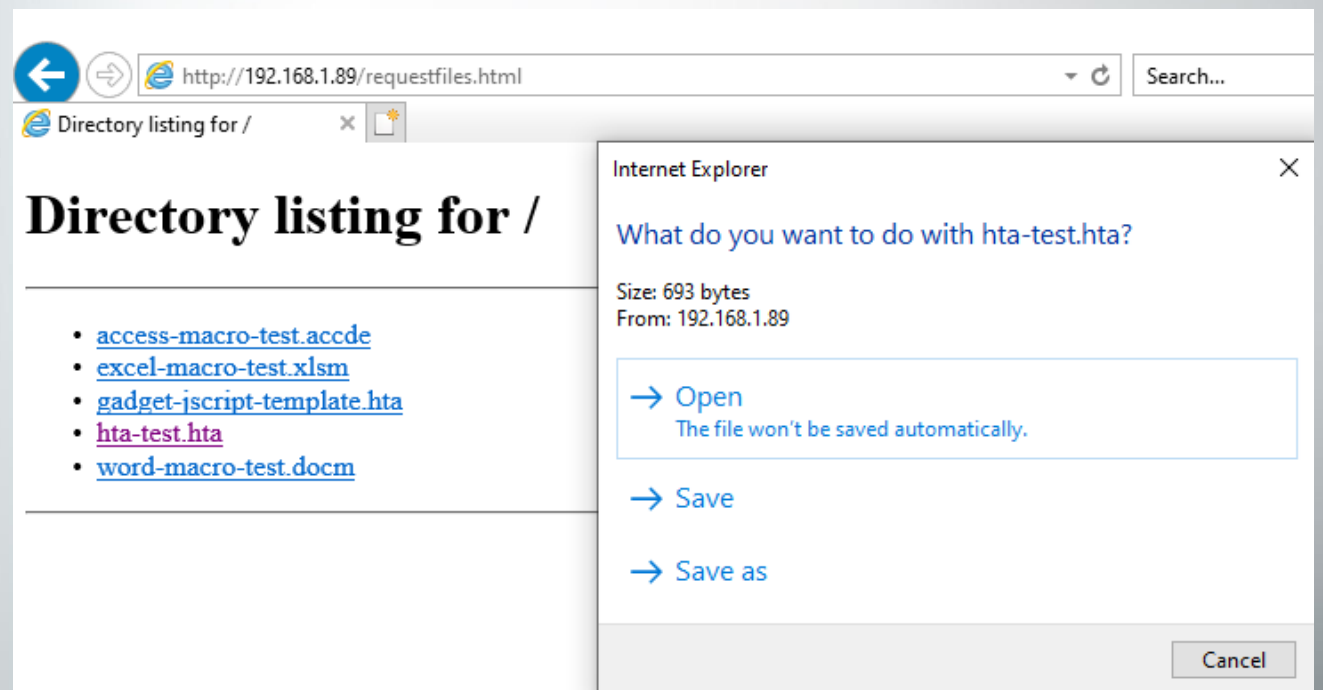 http://192.168.1.89/requestfiles.html
Search...
Directory listing for /
Directory listing for /
access-macro-test.accde
excel-macro-test.xlsm
gadget-jscript-template.hta
hta-test.hta
word-macro-test.docm
Internet Explorer
What do you want to do with hta-test.hta?
Size: 693 bytes
From: 192.168.1.89
Open
The file won't be saved automatically.
Save
Save as
Cancel